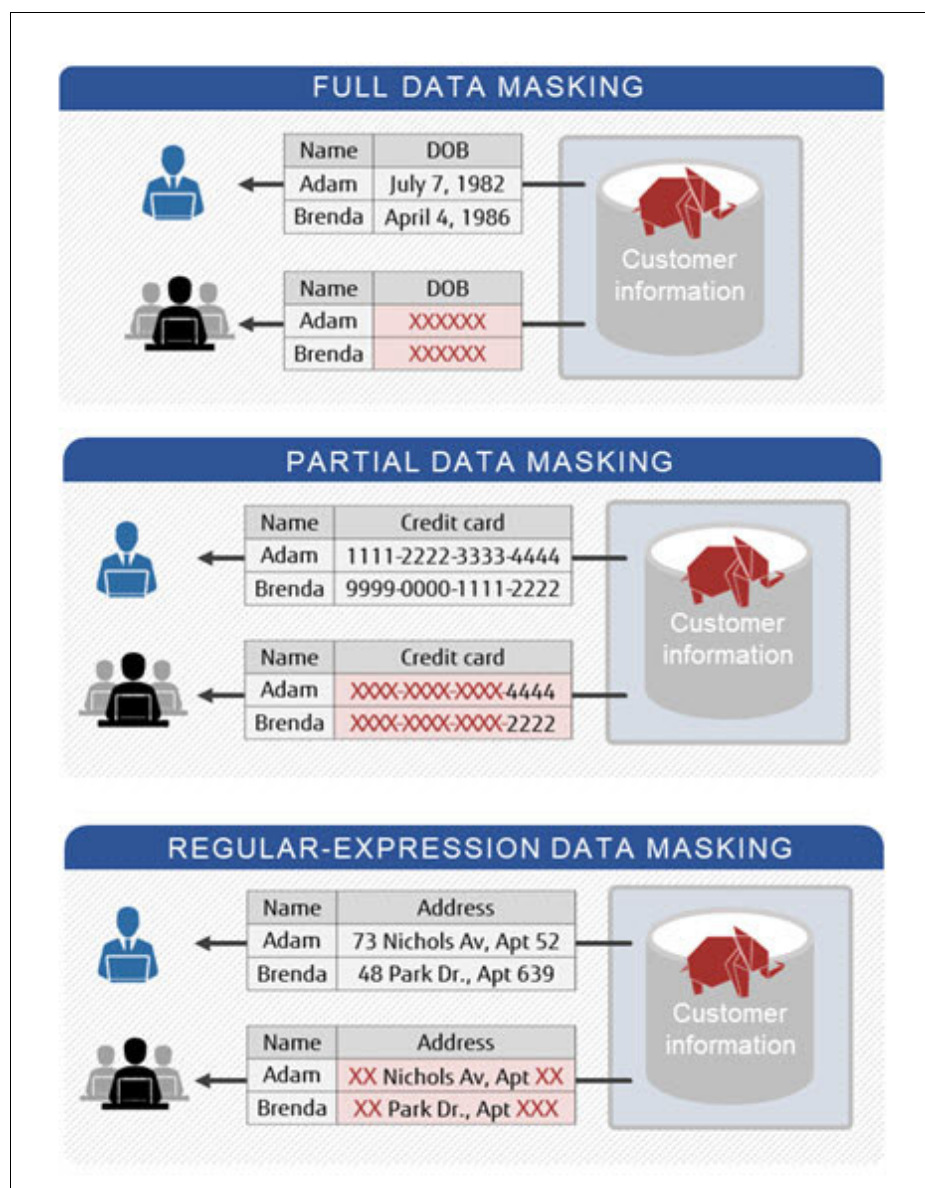 FULL DATA MASKING
Name DOB
Adam July 7, 1982
Brenda April 4, 1986
Name DOB
Adam XXXXXX
Brenda XXXXXX
Customer
information
PARTIAL DATA MASKING
Name Credit card
Adam 1111-2222-3333-4444
Brenda 9999-0000-1111-2222
Name Credit card
Adam XXXX-XXXX-XXXX-4444
Brenda XXXX-XXXX-XXXX-2222
Customer
information
REGULAR-EXPRESSION DATA MASKING
Name Address
Adam 73 Nichols Av, Apt 52
Brenda 48 Park Dr., Apt 639
Name Address
Adam XX Nichols Av, Apt XX
Brenda XX Park Dr., Apt XXX
Customer
information